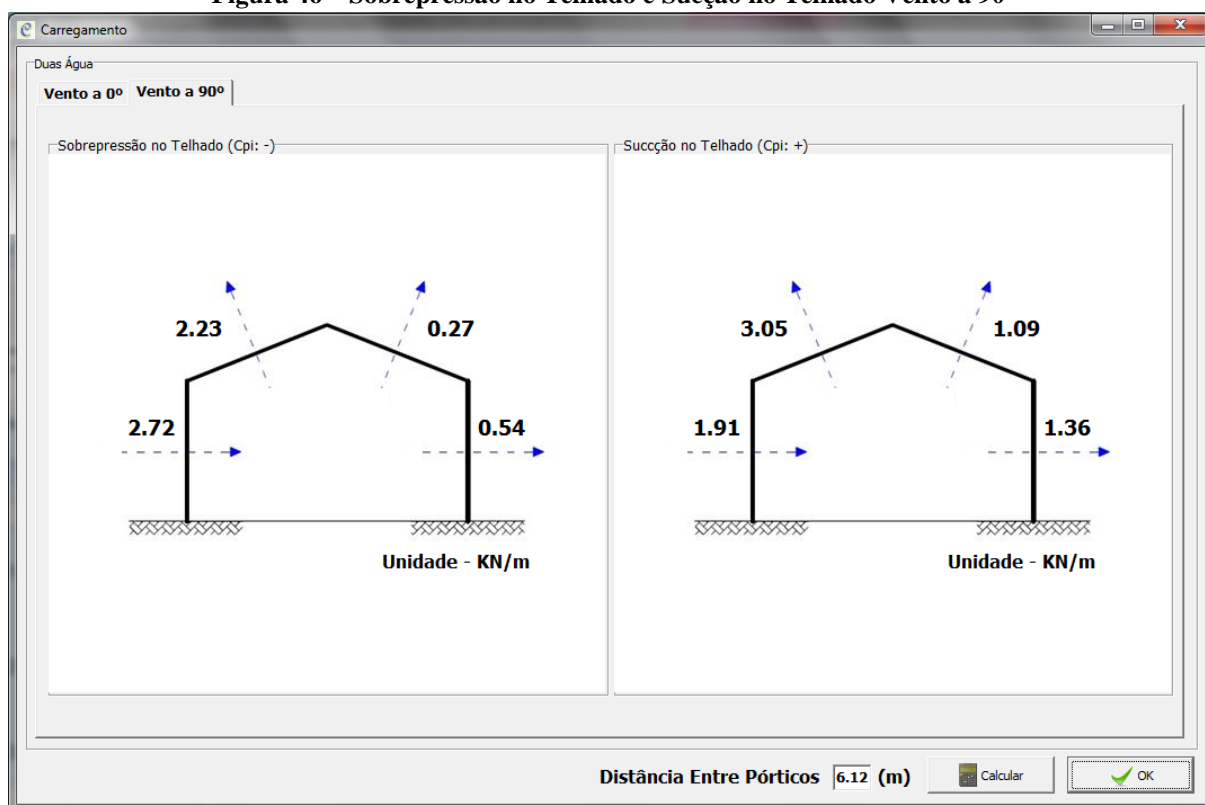 Figura 46 – Sobrepressão no Telhado e Sucção no Telhado Vento a 90º
Carregamento
Duas Água
Vento a 0º Vento a 90º
Sobrepressão no Telhado (Cpi: -)
2.23
0.27
2.72
0.54
Unidade - KN/m
Succção no Telhado (Cpi: +)
3.05
1.09
1.91
1.36
Unidade - KN/m
Distância Entre Pórticos 6.12 (m)
Calcular
OK